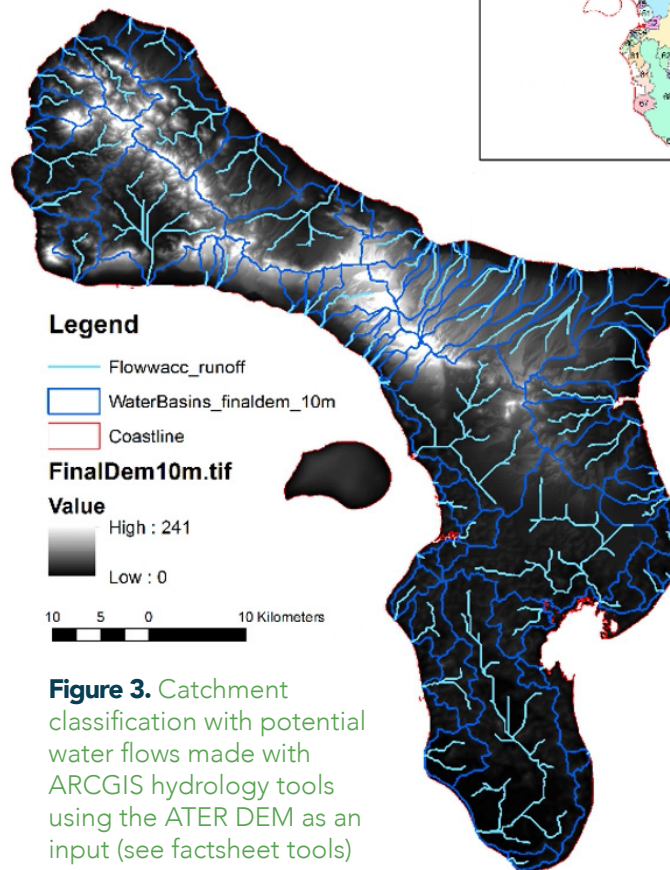 Legend
Flowwacc_runoff
WaterBasins_finaldem_10m
Coastline
FinalDem10m.tif
Value
High : 241
Low : 0
10 5 0 10 Kilometers
Figure 3. Catchment
classification with potential
water flows made with
ARCGIS hydrology tools
using the ATER DEM as an
input (see factsheet tools)